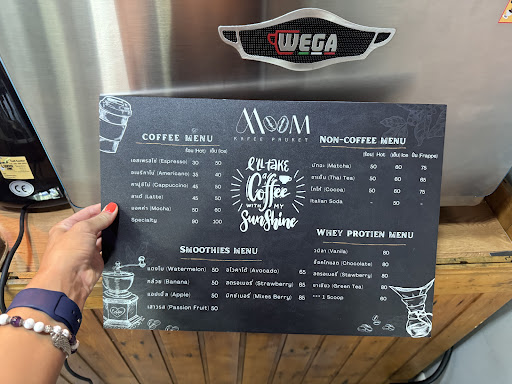 WEGA
MOOM
KAFEE PHUKET
COFFEE MENU
ร้อน (Hot) เย็น (Ice)
เอสเพรสโซ่ (Espresso) 30 50
อเมริกาโน่ (Americano) 35 40
คาปูชิโน่ (Cappuccino) 45 50
ลาเต้ (Latte) 45 50
มอคค่า (Mocha) 50 60
Specialty 90 100
I'll take
Coffee
WITH MY
Sunshine
NON-COFFEE MENU
ร้อน (Hot) เย็น (Ice) ปั่น (Frappe)
มัทฉะ (Matcha) 50 60 75
ชาเย็น (Thai Tea) 50 60 75
โกโก้ (Cocoa) 50 60 75
Italian Soda - 50 -
SMOOTHIES MENU
แตงโม (Watermelon) 50
กล้วย (Banana) 50
แอปเปิ้ล (Apple) 50
เสาวรส (Passion Fruit) 50
อโวคาโด้ (Avocado) 65
สตรอเบอรี่ (Strawberry) 65
มิกซ์เบอรี่ (Mixes Berry) 65
WHEY PROTIEN MENU
วนิลา (Vanila) 80
ช็อกโกแลต (Chocolate) 80
สตรอเบอรี่ (Stawberry) 80
ชาเขียว (Green Tea) 80
+++ 1 Scoop 60